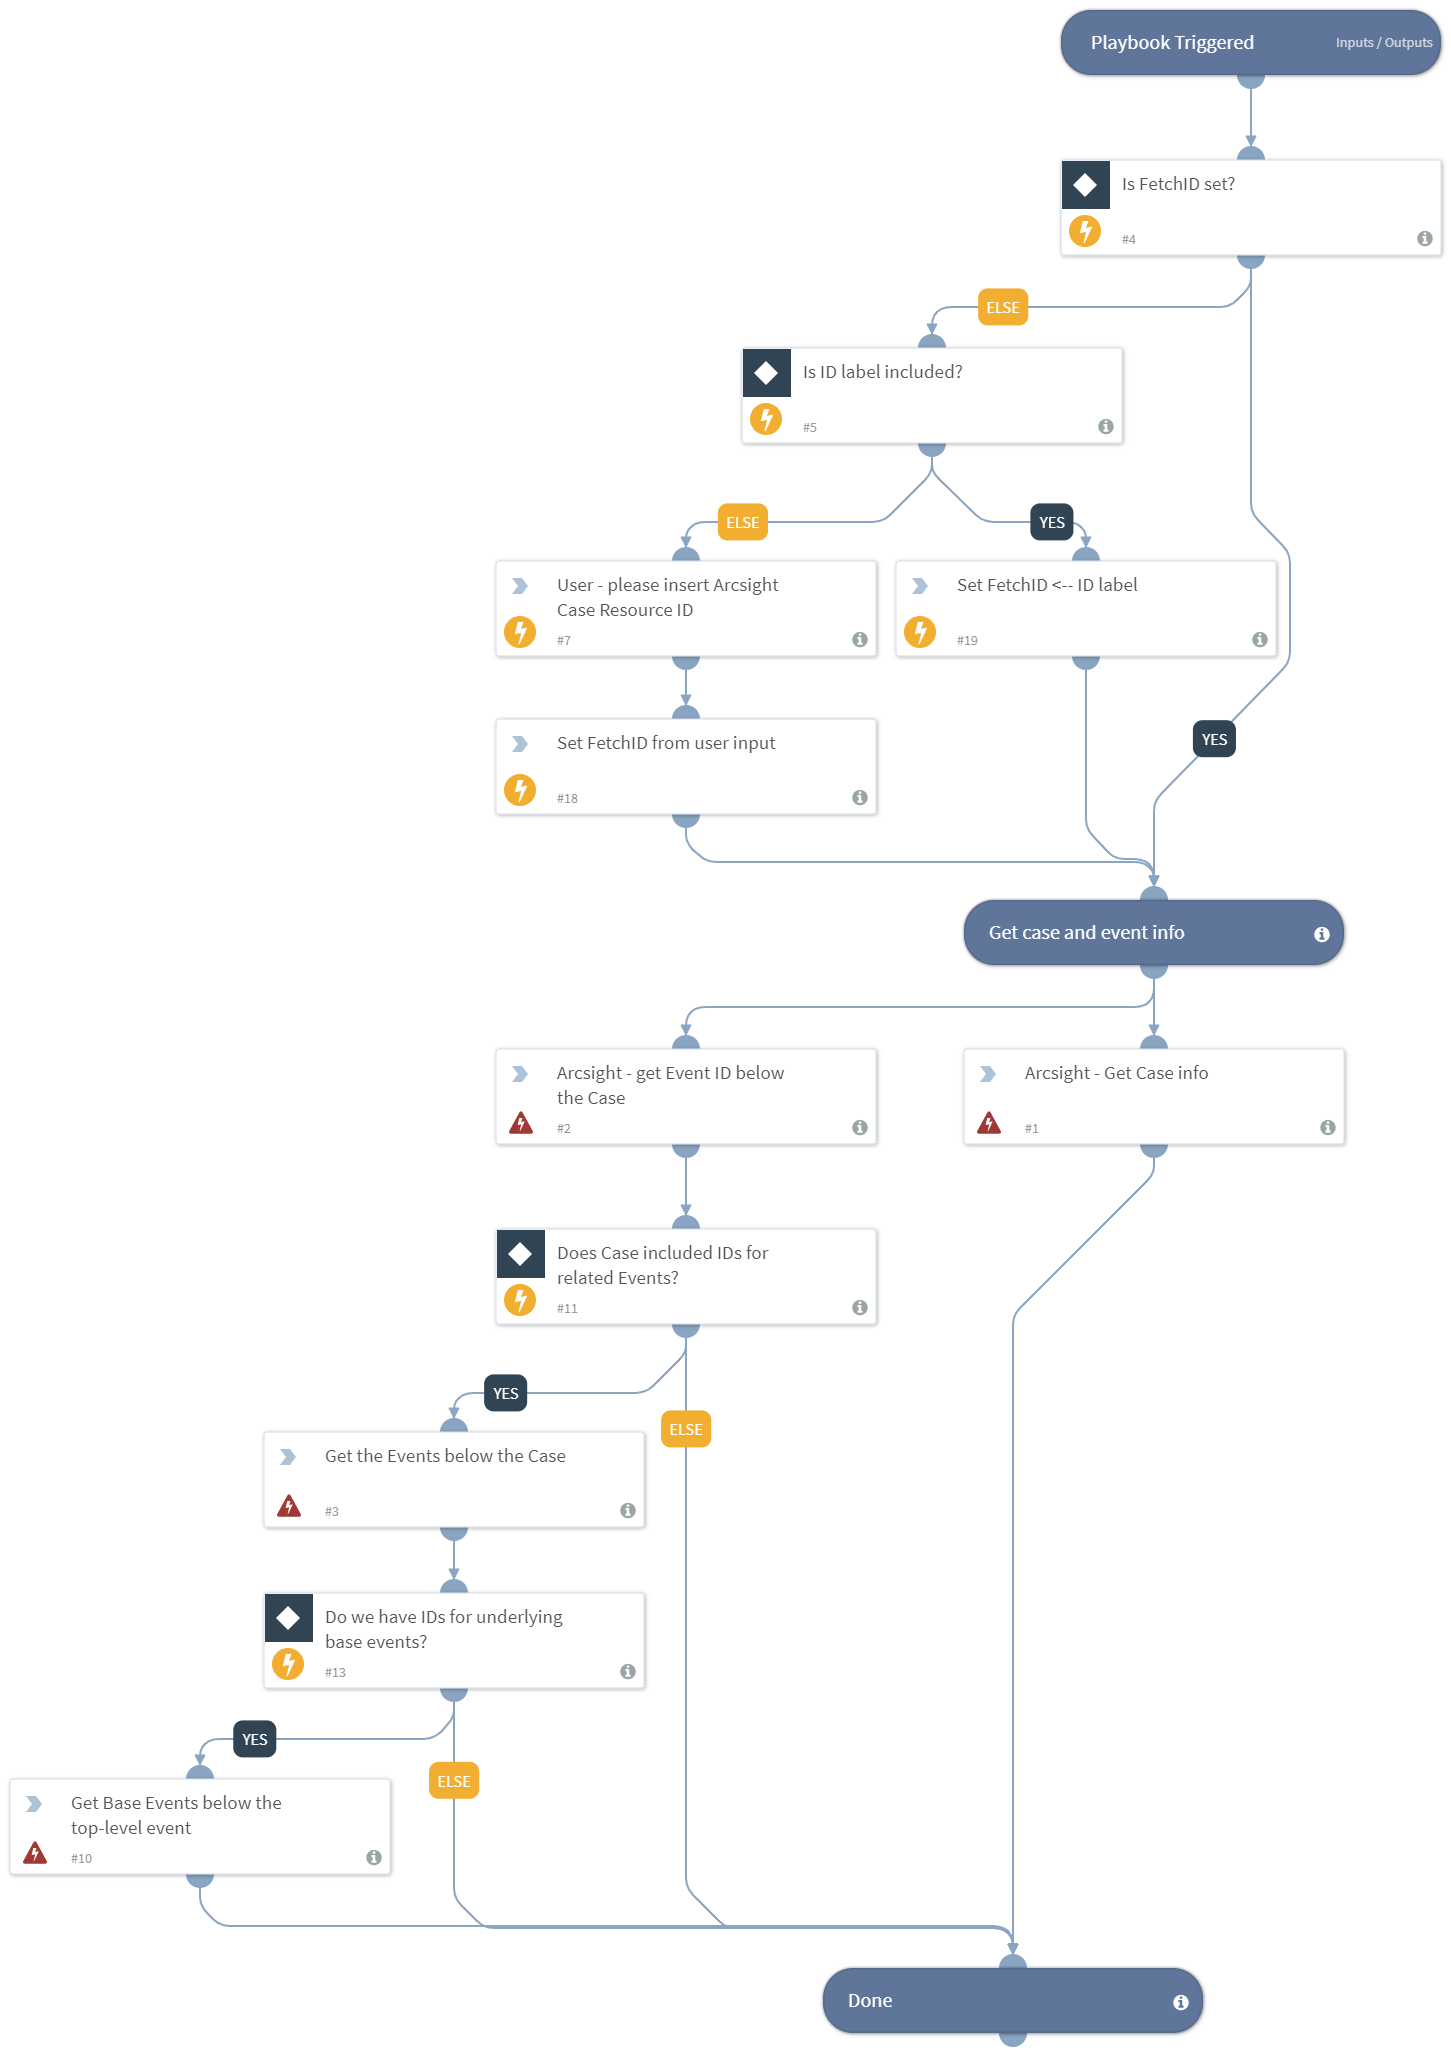 Playbook Triggered
Inputs / Outputs
Is FetchID set?
#4
ELSE
Is ID label included?
#5
ELSE
YES
User - please insert Arcsight
Case Resource ID
#7
Set FetchID <-- ID label
#19
Set FetchID from user input
#18
YES
Get case and event info
Arcsight - get Event ID below
the Case
#2
Arcsight - Get Case info
#1
Does Case included IDs for
related Events?
#11
YES
ELSE
Get the Events below the Case
#3
Do we have IDs for underlying
base events?
#13
YES
ELSE
Get Base Events below the
top-level event
#10
Done